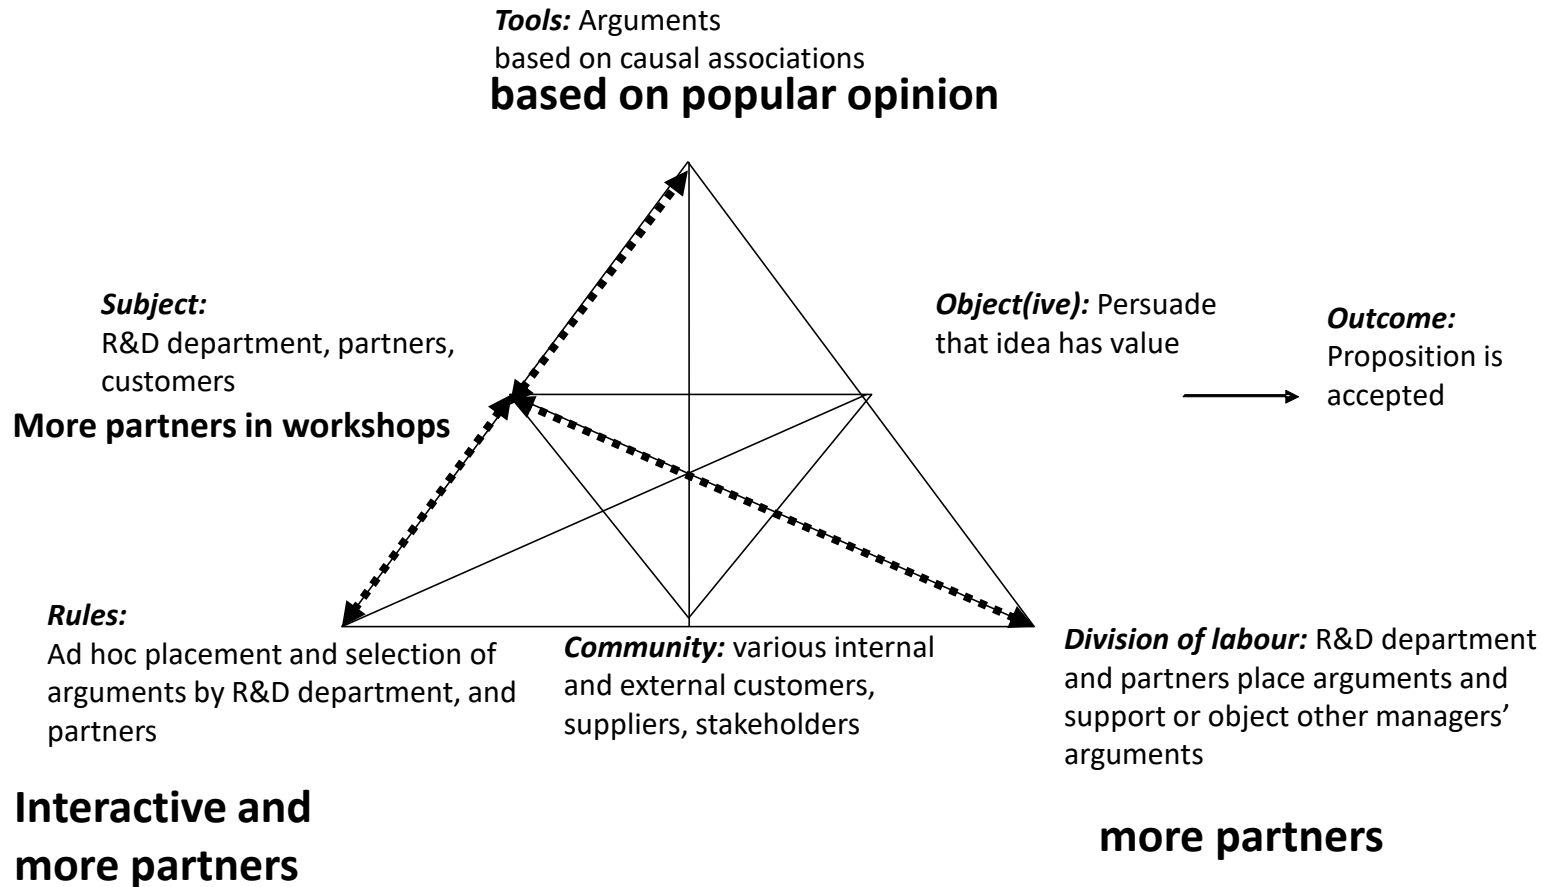 Tools: Arguments
based on causal associations
based on popular opinion
Subject:
R&D department, partners,
customers
More partners in workshops
Object(ive): Persuade
that idea has value
Outcome:
Proposition is
accepted
Rules:
Ad hoc placement and selection of
arguments by R&D department, and
partners
Interactive and
more partners
Community: various internal
and external customers,
suppliers, stakeholders
Division of labour: R&D department
and partners place arguments and
support or object other managers’
arguments
more partners